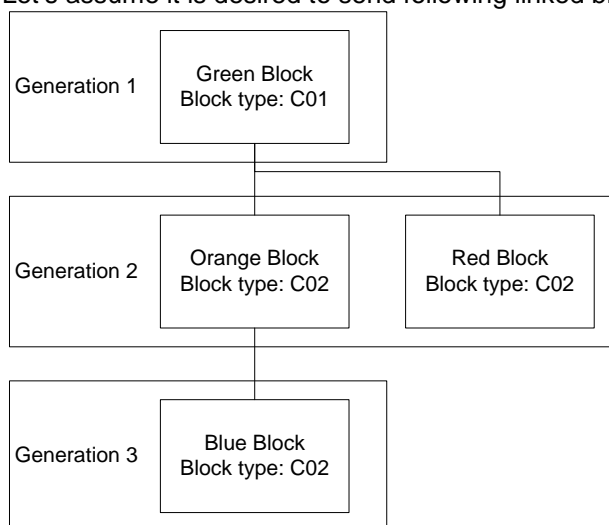 Let's assume it is desired to send following linked
Generation 1
Green Block
Block type: C01
Generation 2
Orange Block
Block type: C02
Red Block
Block type: C02
Generation 3
Blue Block
Block type: C02